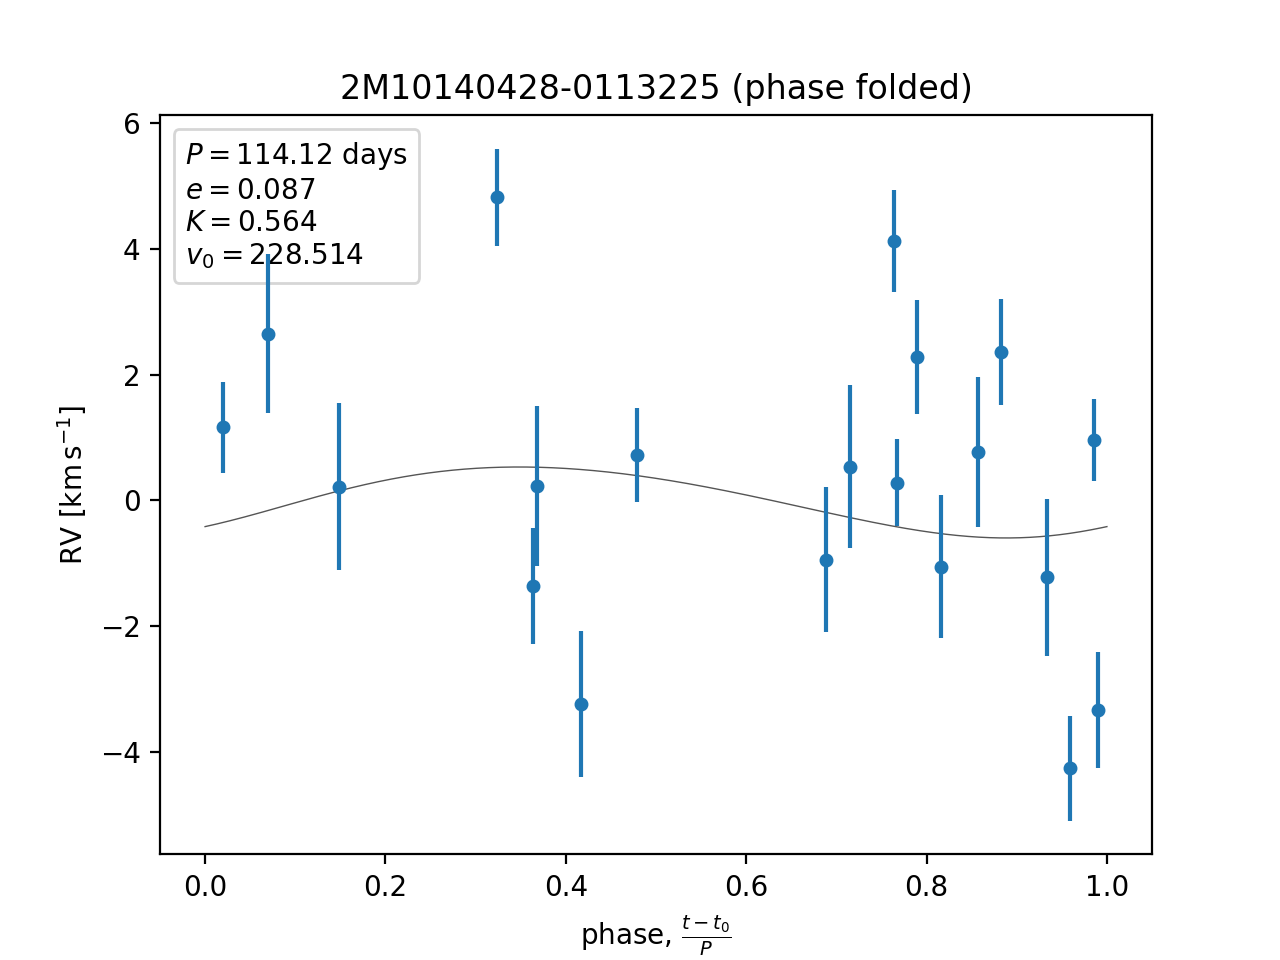 2M10140428-0113225 (phase folded)
P = 114.12 days
e = 0.087
K = 0.564
v₀ = 228.514
6
4
2
0
−2
−4
RV [km s⁻¹]
0.0 0.2 0.4 0.6 0.8 1.0
phase, (t − t₀)/P